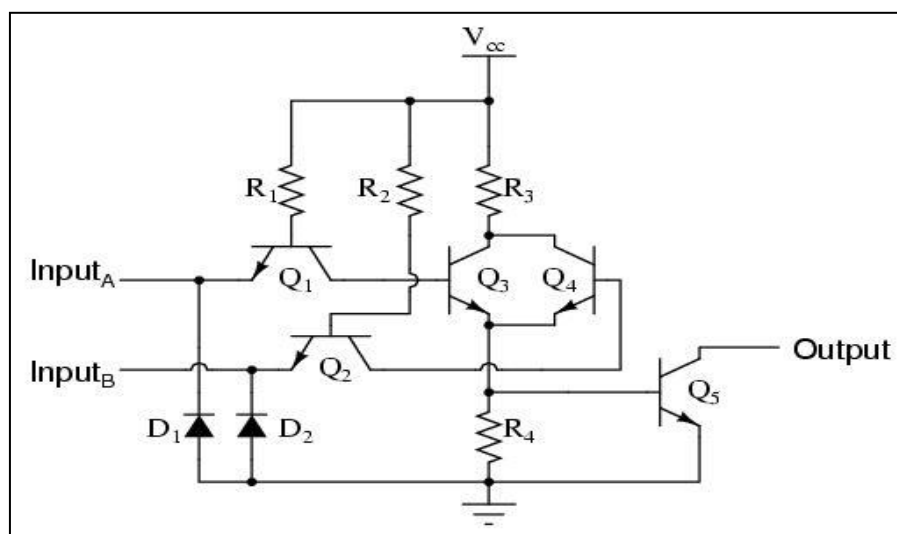 Vcc
R1
R2
R3
InputA
Q1
Q3
Q4
InputB
Q2
Output
Q5
D1
D2
R4